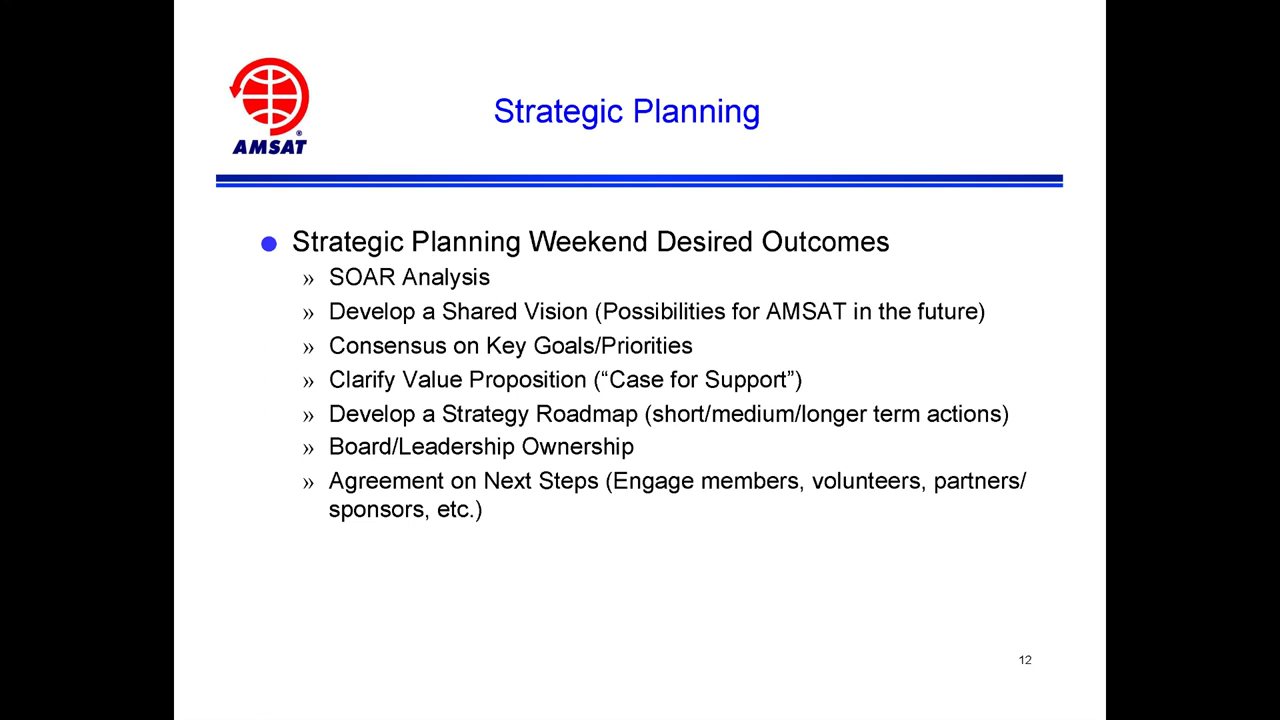 AMSAT®
Strategic Planning
● Strategic Planning Weekend Desired Outcomes
» SOAR Analysis
» Develop a Shared Vision (Possibilities for AMSAT in the future)
» Consensus on Key Goals/Priorities
» Clarify Value Proposition (“Case for Support”)
» Develop a Strategy Roadmap (short/medium/longer term actions)
» Board/Leadership Ownership
» Agreement on Next Steps (Engage members, volunteers, partners/
sponsors, etc.)
12